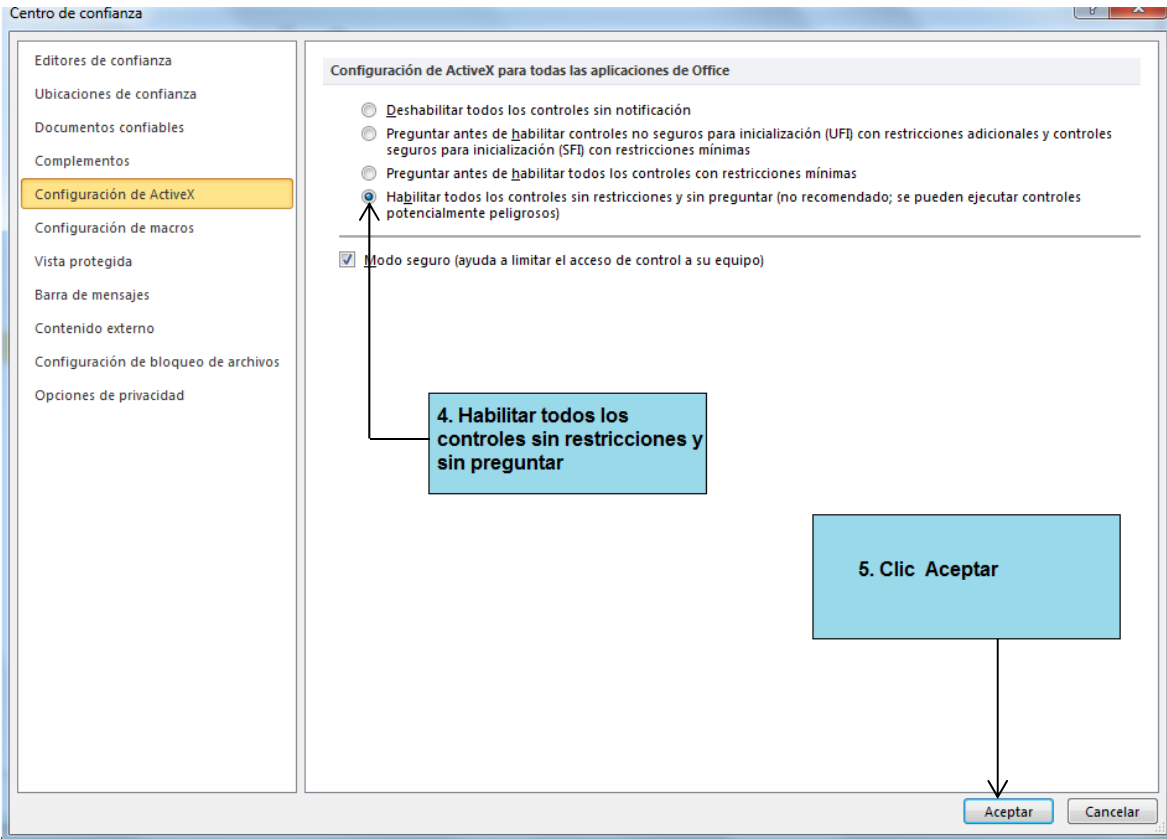 Centro de confianza
Editores de confianza
Ubicaciones de confianza
Documentos confiables
Complementos
Configuración de ActiveX
Configuración de macros
Vista protegida
Barra de mensajes
Contenido externo
Configuración de bloqueo de archivos
Opciones de privacidad
Configuración de ActiveX para todas las aplicaciones de Office
Deshabilitar todos los controles sin notificación
Preguntar antes de habilitar controles no seguros para inicialización (UFI) con restricciones adicionales y controles
seguros para inicialización (SFI) con restricciones mínimas
Preguntar antes de habilitar todos los controles con restricciones mínimas
Habilitar todos los controles sin restricciones y sin preguntar (no recomendado; se pueden ejecutar controles
potencialmente peligrosos)
Modo seguro (ayuda a limitar el acceso de control a su equipo)
4. Habilitar todos los
controles sin restricciones y
sin preguntar
5. Clic Aceptar
Aceptar
Cancelar